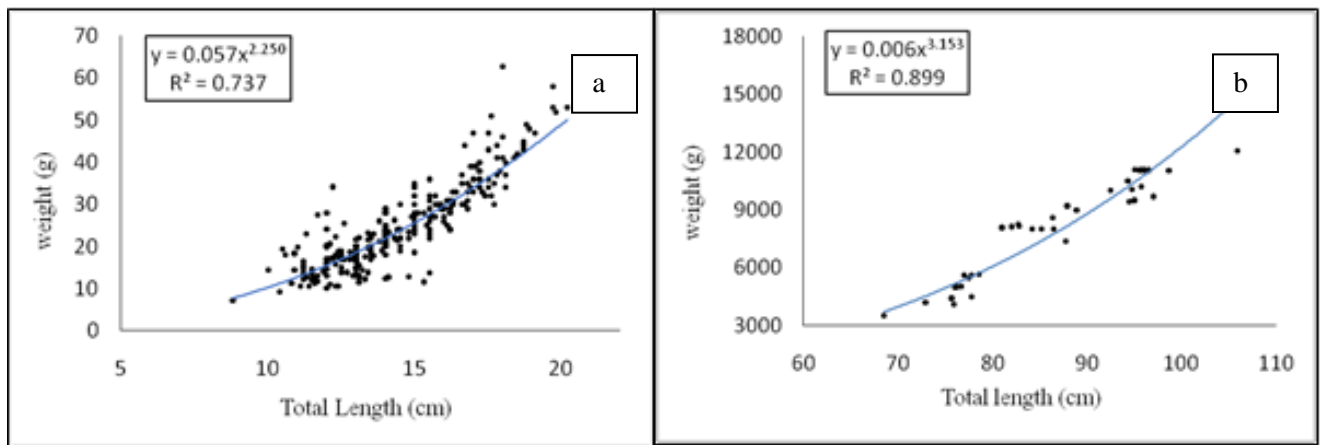 y = 0.057x^2.250
R² = 0.737
a
70
60
50
40
30
20
10
0
weight (g)
5 10 15 20
Total Length (cm)
y = 0.006x^3.153
R² = 0.899
b
18000
15000
12000
9000
6000
3000
weight (g)
60 70 80 90 100 110
Total length (cm)